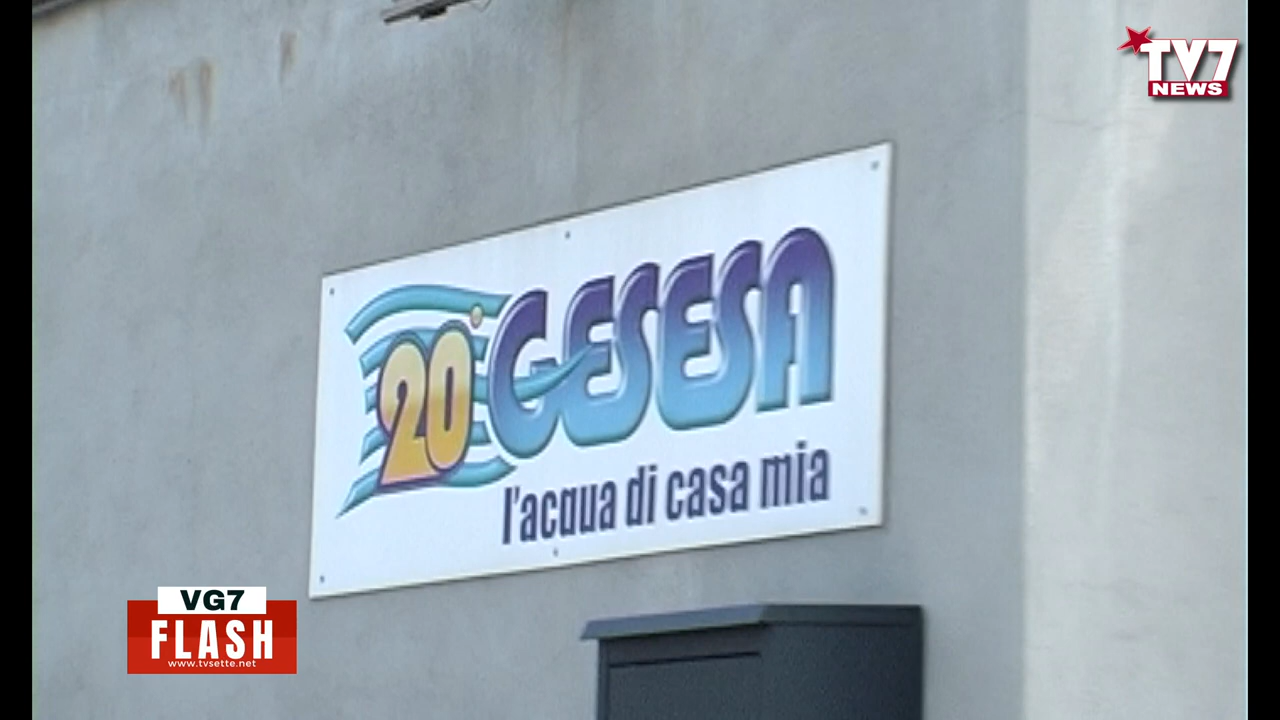 TV7
NEWS
20° GESESA
l'acqua di casa mia
VG7
FLASH
www.tvsette.net